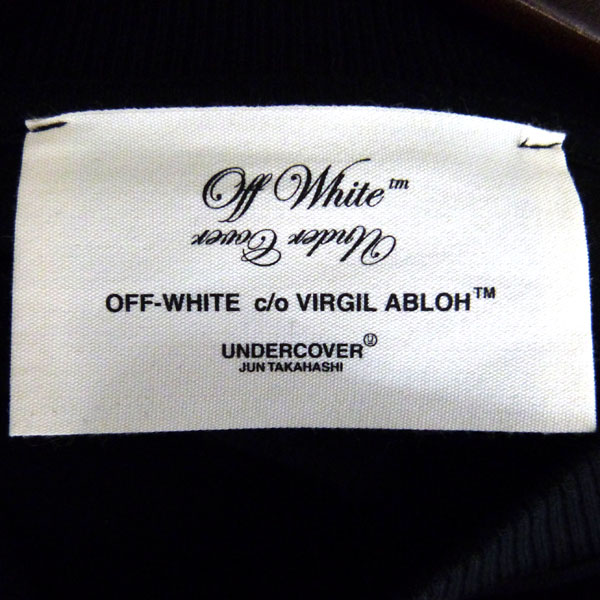 Off White™
Under Cover
OFF-WHITE c/o VIRGIL ABLOH™
UNDERCOVER Ⓤ
JUN TAKAHASHI